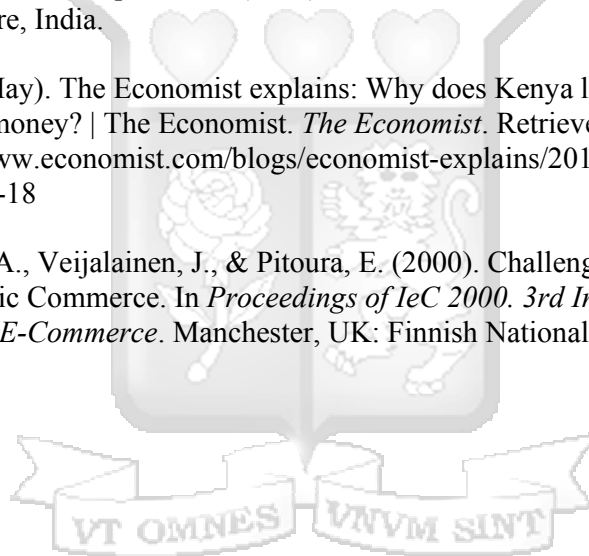 re, India.
May). The Economist explains: Why does Kenya l
money? | The Economist. The Economist. Retrieve
ww.economist.com/blogs/economist-explains/201
-18
A., Veijalainen, J., & Pitoura, E. (2000). Challeng
ic Commerce. In Proceedings of IeC 2000. 3rd In
E-Commerce. Manchester, UK: Finnish National
VT OMNES VNVM SINT